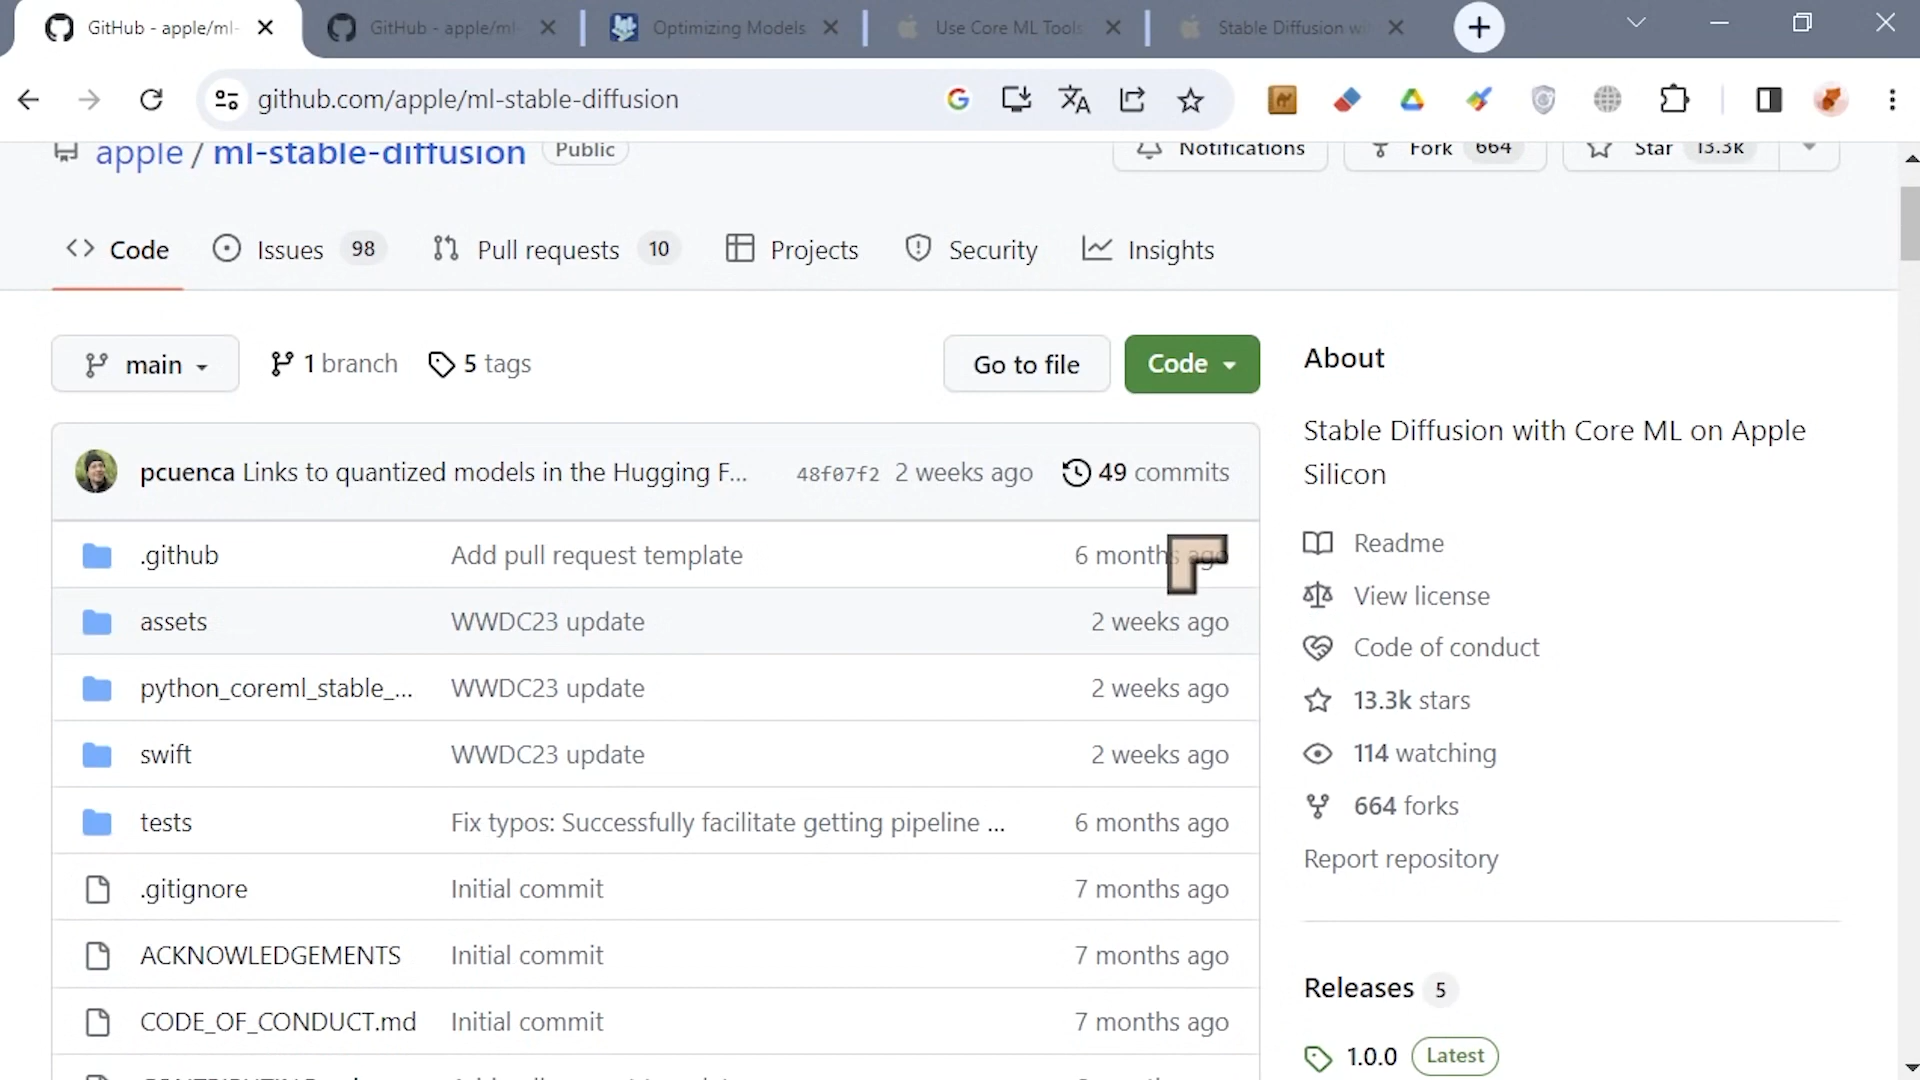 GitHub - apple/ml- GitHub - apple/ml- Optimizing Models Use Core ML Tools Stable Diffusion wi
github.com/apple/ml-stable-diffusion
apple / ml-stable-diffusion Public Notifications Fork 664 Star 13.3k
Code Issues 98 Pull requests 10 Projects Security Insights
main 1 branch 5 tags Go to file Code
pcuenca Links to quantized models in the Hugging F... 48f07f2 2 weeks ago 49 commits
.github Add pull request template 6 months ago
assets WWDC23 update 2 weeks ago
python_coreml_stable_... WWDC23 update 2 weeks ago
swift WWDC23 update 2 weeks ago
tests Fix typos: Successfully facilitate getting pipeline ... 6 months ago
.gitignore Initial commit 7 months ago
ACKNOWLEDGEMENTS Initial commit 7 months ago
CODE_OF_CONDUCT.md Initial commit 7 months ago
About
Stable Diffusion with Core ML on Apple
Silicon
Readme
View license
Code of conduct
13.3k stars
114 watching
664 forks
Report repository
Releases 5
1.0.0 Latest